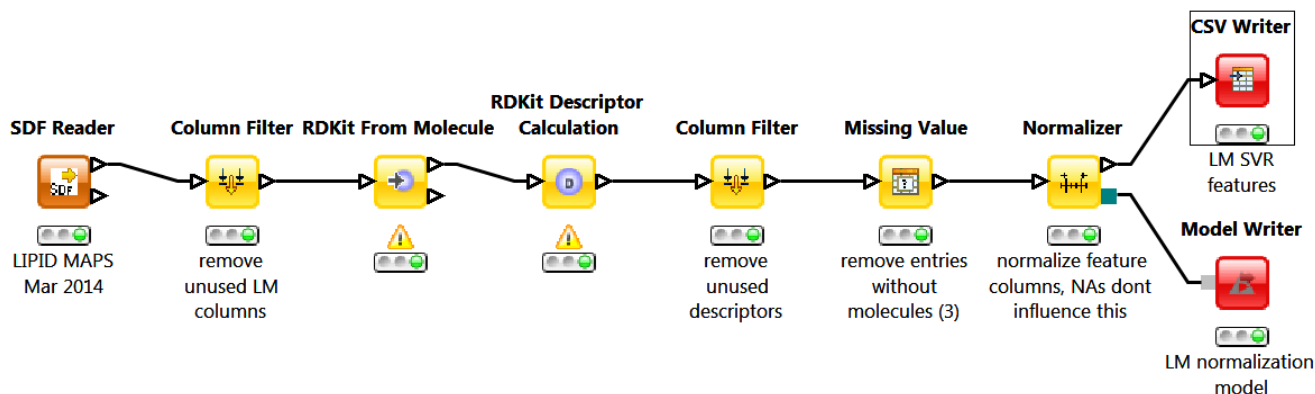 CSV Writer
SDF Reader
Column Filter
RDKit From Molecule
RDKit Descriptor
Calculation
Column Filter
Missing Value
Normalizer
SDF
D
?
LM SVR
features
LIPID MAPS
Mar 2014
remove
unused LM
columns
remove
unused
descriptors
remove entries
without
molecules (3)
normalize feature
columns, NAs dont
influence this
Model Writer
LM normalization
model